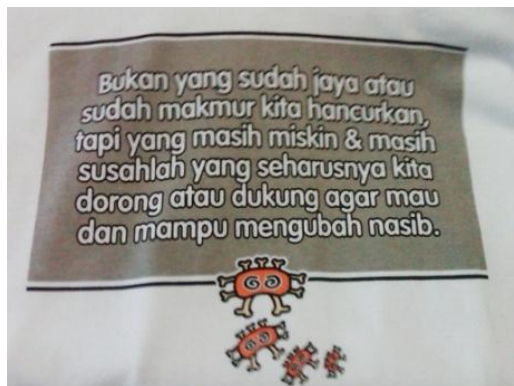 Bukan yang sudah jaya atau
sudah makmur kita hancurkan,
tapi yang masih miskin & masih
susahlah yang seharusnya kita
dorong atau dukung agar mau
dan mampu mengubah nasib.